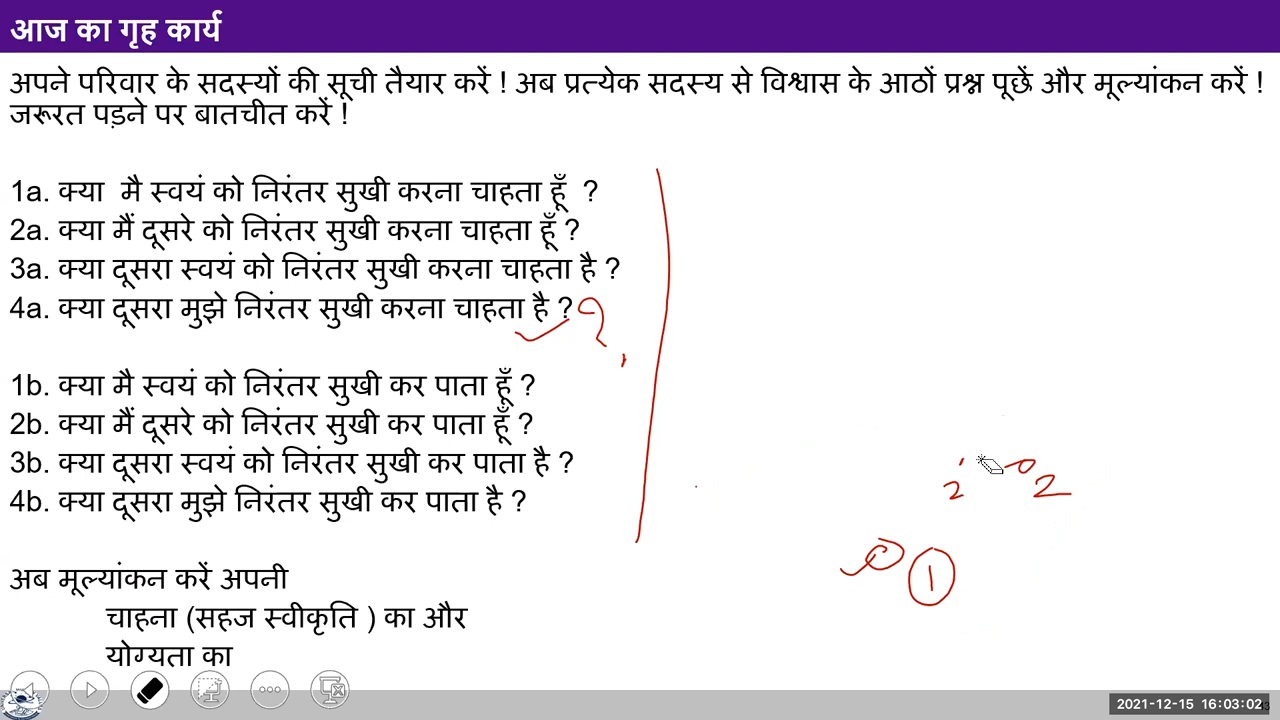 आज का गृह कार्य
अपने परिवार के सदस्यों की सूची तैयार करें ! अब प्रत्येक सदस्य से विश्वास के आठों प्रश्न पूछें और मूल्यांकन करें !
जरूरत पड़ने पर बातचीत करें !
1a. क्या मै स्वयं को निरंतर सुखी करना चाहता हूँ ?
2a. क्या मैं दूसरे को निरंतर सुखी करना चाहता हूँ ?
3a. क्या दूसरा स्वयं को निरंतर सुखी करना चाहता है ?
4a. क्या दूसरा मुझे निरंतर सुखी करना चाहता है ?
1b. क्या मै स्वयं को निरंतर सुखी कर पाता हूँ ?
2b. क्या मैं दूसरे को निरंतर सुखी कर पाता हूँ ?
3b. क्या दूसरा स्वयं को निरंतर सुखी कर पाता है ?
4b. क्या दूसरा मुझे निरंतर सुखी कर पाता है ?
2 2
1
अब मूल्यांकन करें अपनी
चाहना (सहज स्वीकृति ) का और
योग्यता का
2021-12-15 16:03:02